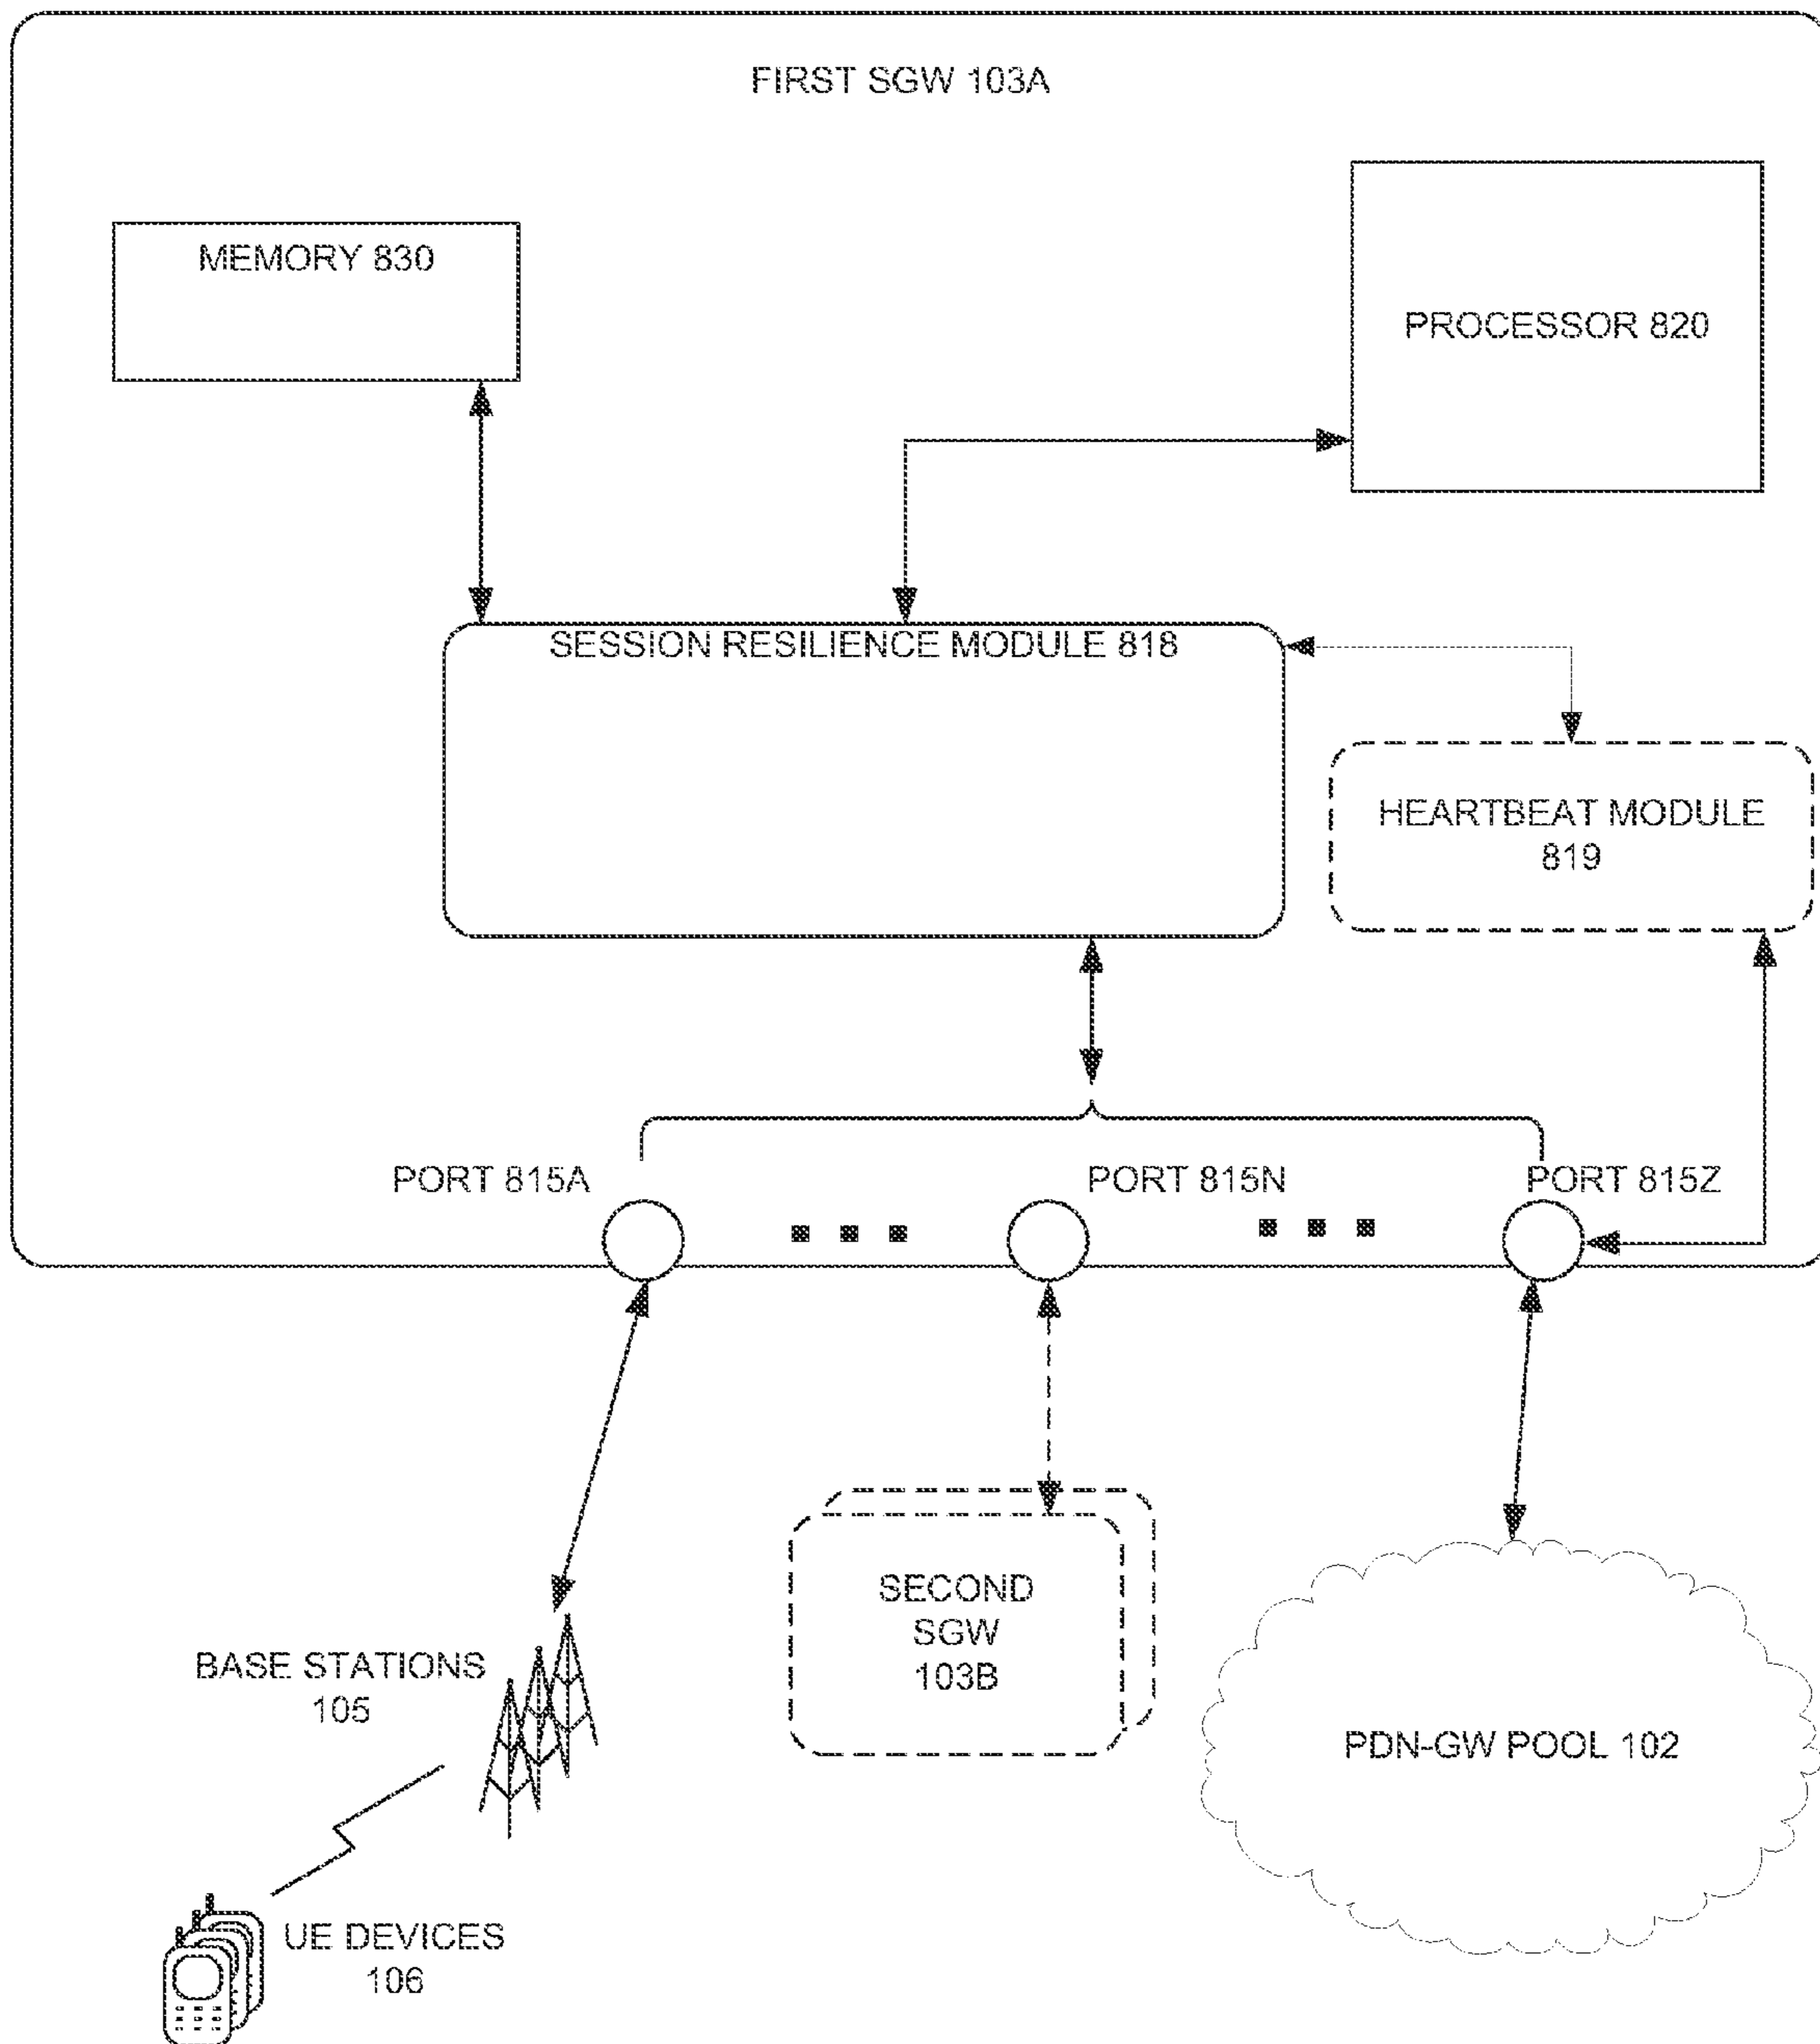 FIRST SGW 103A
MEMORY 830
PROCESSOR 820
SESSION RESILIENCE MODULE 818
HEARTBEAT MODULE
819
PORT 815A
PORT 815N
PORT 815Z
BASE STATIONS
105
SECOND
SGW
103B
PDN-GW POOL 102
UE DEVICES
106